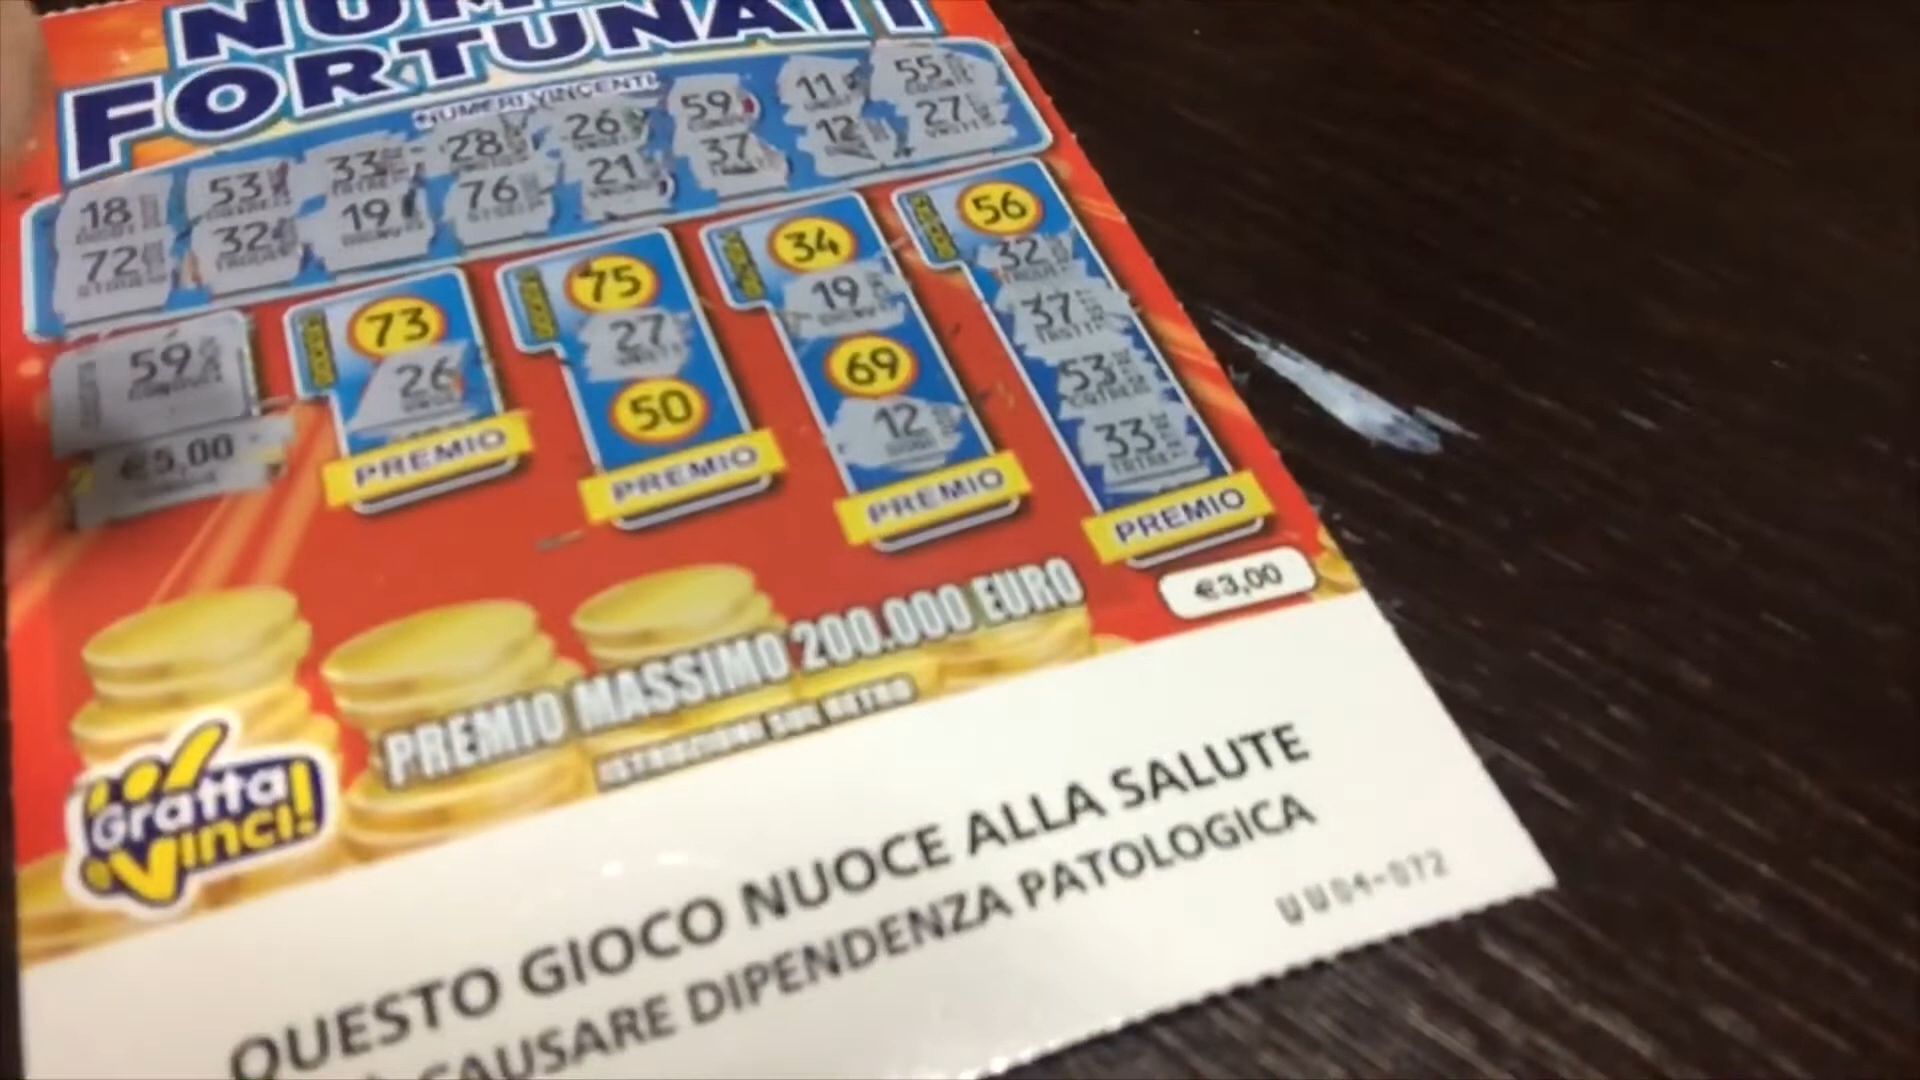 FORTUNATI
NUMERI VINCENTI
18 53 33 28 26 59 11 55
72 32 19 76 21 37 12 27
59
€5,00
73
26
PREMIO
75
27
50
PREMIO
34
19
69
12
PREMIO
56
32
37
53
33
PREMIO
€3,00
PREMIO MASSIMO 200.000 EURO
ISTRUZIONI SUL RETRO
Gratta
e Vinci!
QUESTO GIOCO NUOCE ALLA SALUTE
CAUSARE DIPENDENZA PATOLOGICA